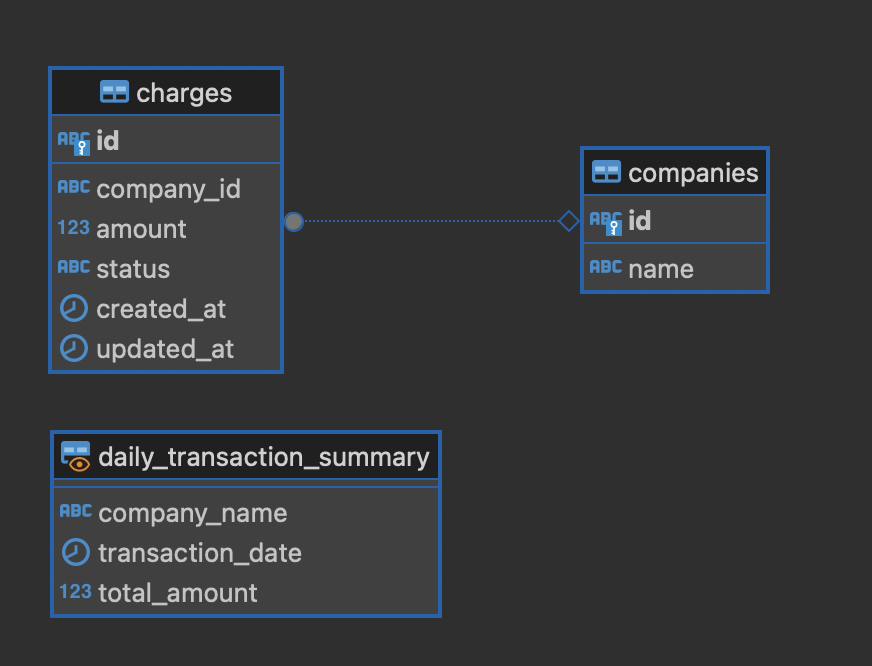 charges
ABC id
ABC company_id
123 amount
ABC status
created_at
updated_at
companies
ABC id
ABC name
daily_transaction_summary
ABC company_name
transaction_date
123 total_amount